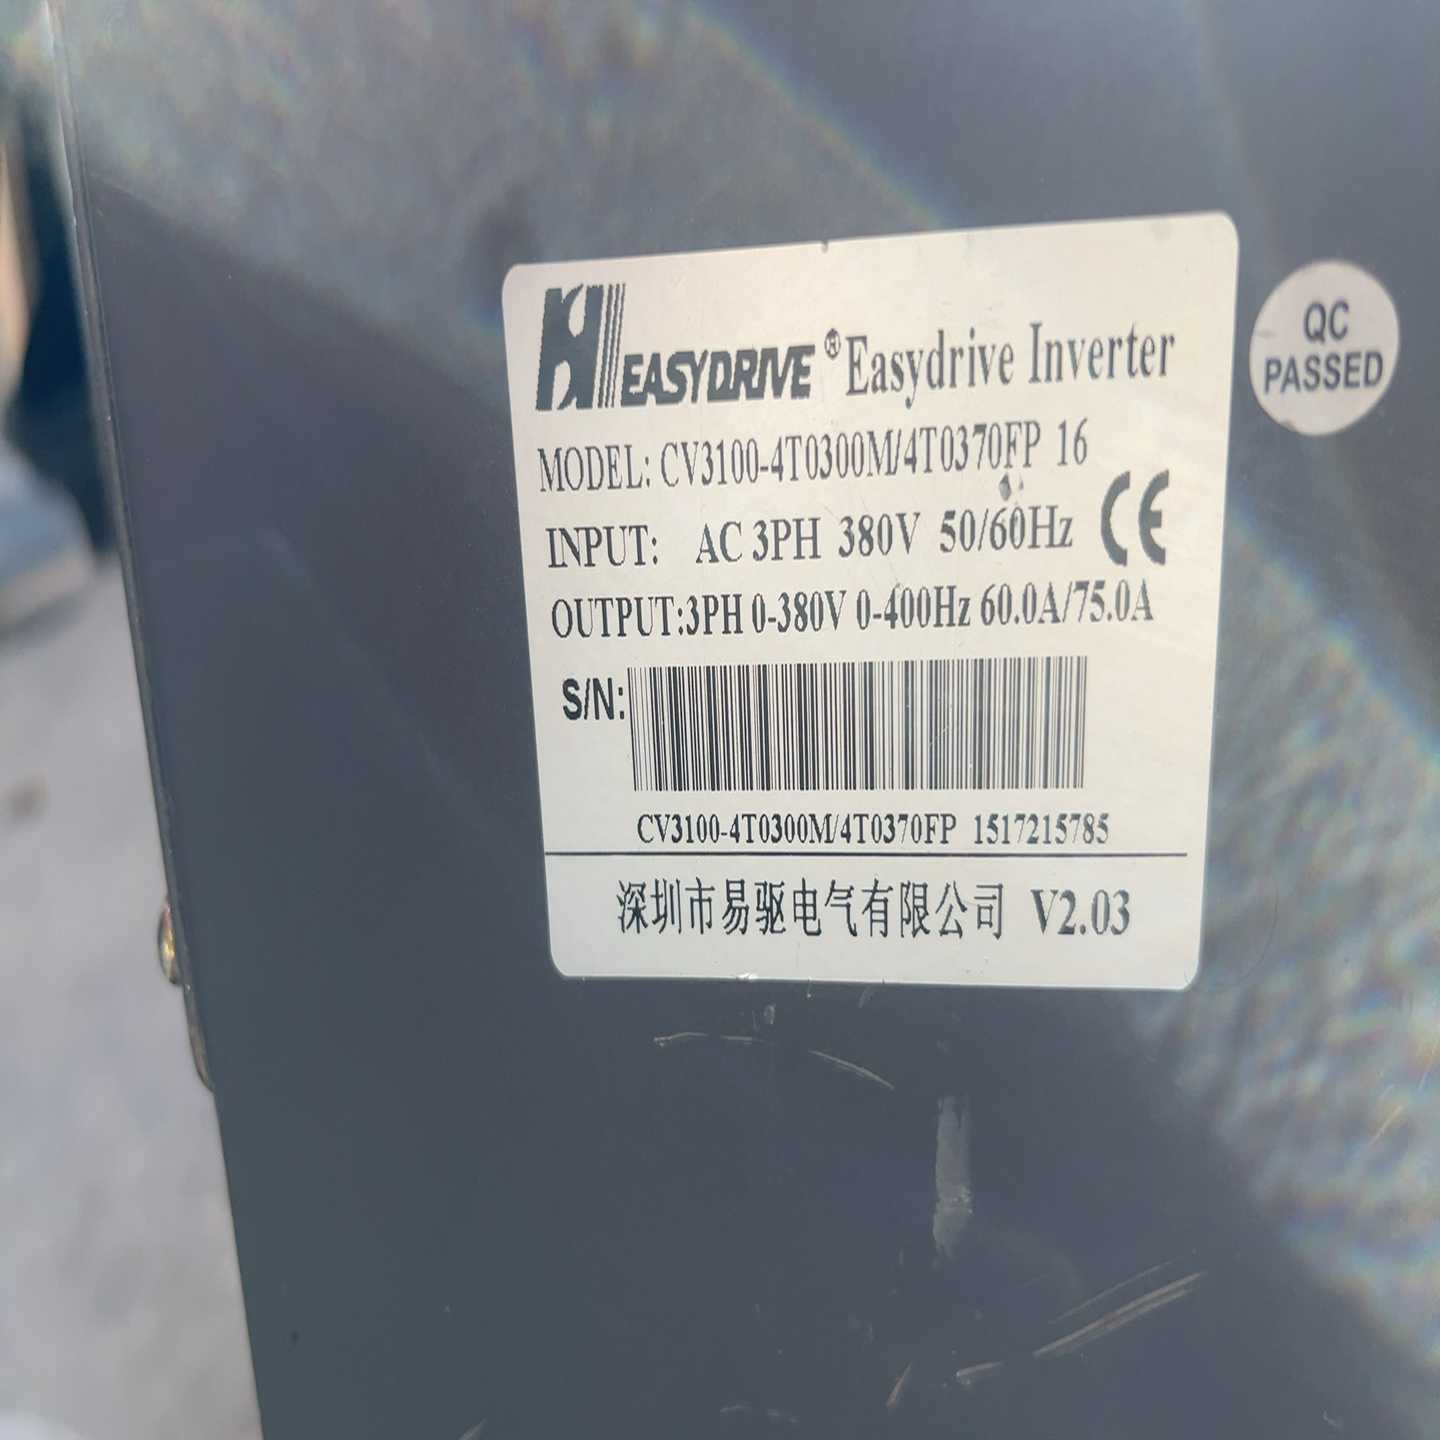 EASYDRIVE® Easydrive Inverter
MODEL: CV3100-4T0300M/4T0370FP 16
INPUT: AC 3PH 380V 50/60Hz CE
OUTPUT:3PH 0-380V 0-400Hz 60.0A/75.0A
S/N:
CV3100-4T0300M/4T0370FP 1517215785
深圳市易驱电气有限公司 V2.03
QC
PASSED